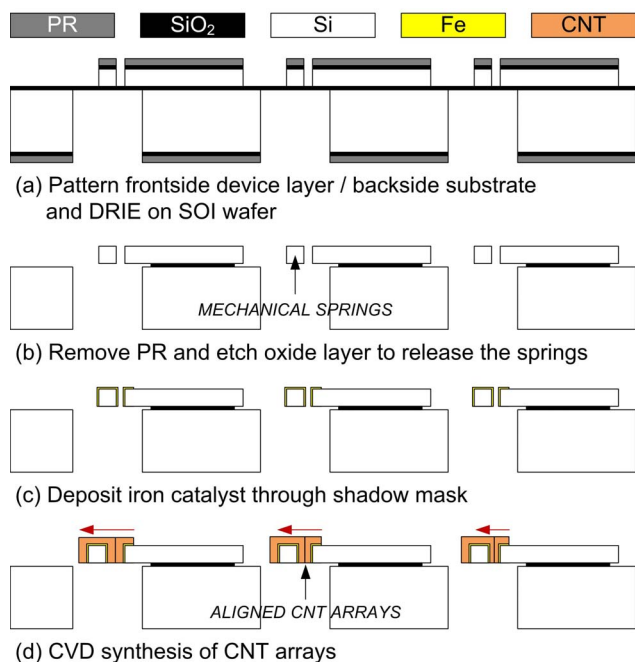 PR SiO₂ Si Fe CNT
(a) Pattern frontside device layer / backside substrate
and DRIE on SOI wafer
MECHANICAL SPRINGS
(b) Remove PR and etch oxide layer to release the springs
(c) Deposit iron catalyst through shadow mask
ALIGNED CNT ARRAYS
(d) CVD synthesis of CNT arrays